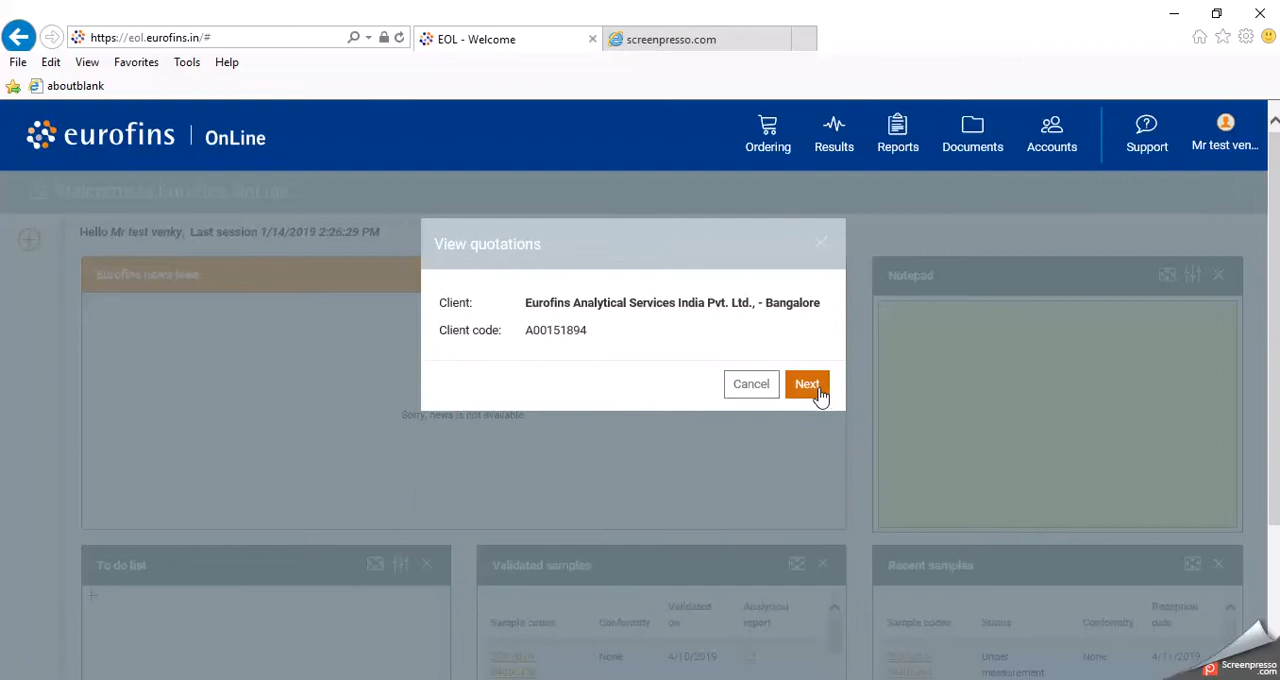 https://eol.eurofins.in/#
EOL - Welcome
screenpresso.com
File Edit View Favorites Tools Help
aboutblank
eurofins OnLine
Ordering Results Reports Documents Accounts Support Mr test ven...
Hello Mr test venky, Last session 1/14/2019 2:26:29 PM
Eurofins news feed
Notepad
View quotations
Client: Eurofins Analytical Services India Pvt. Ltd., - Bangalore
Client code: A00151894
Cancel Next
Sorry, news is not available.
To do list
Validated samples
Recent samples
Sample codes Conformity Validated on Analytical report
Sample codes Status Conformity Reception date
None 4/10/2019
Under measurement None 4/11/2019
Screenpresso
.com